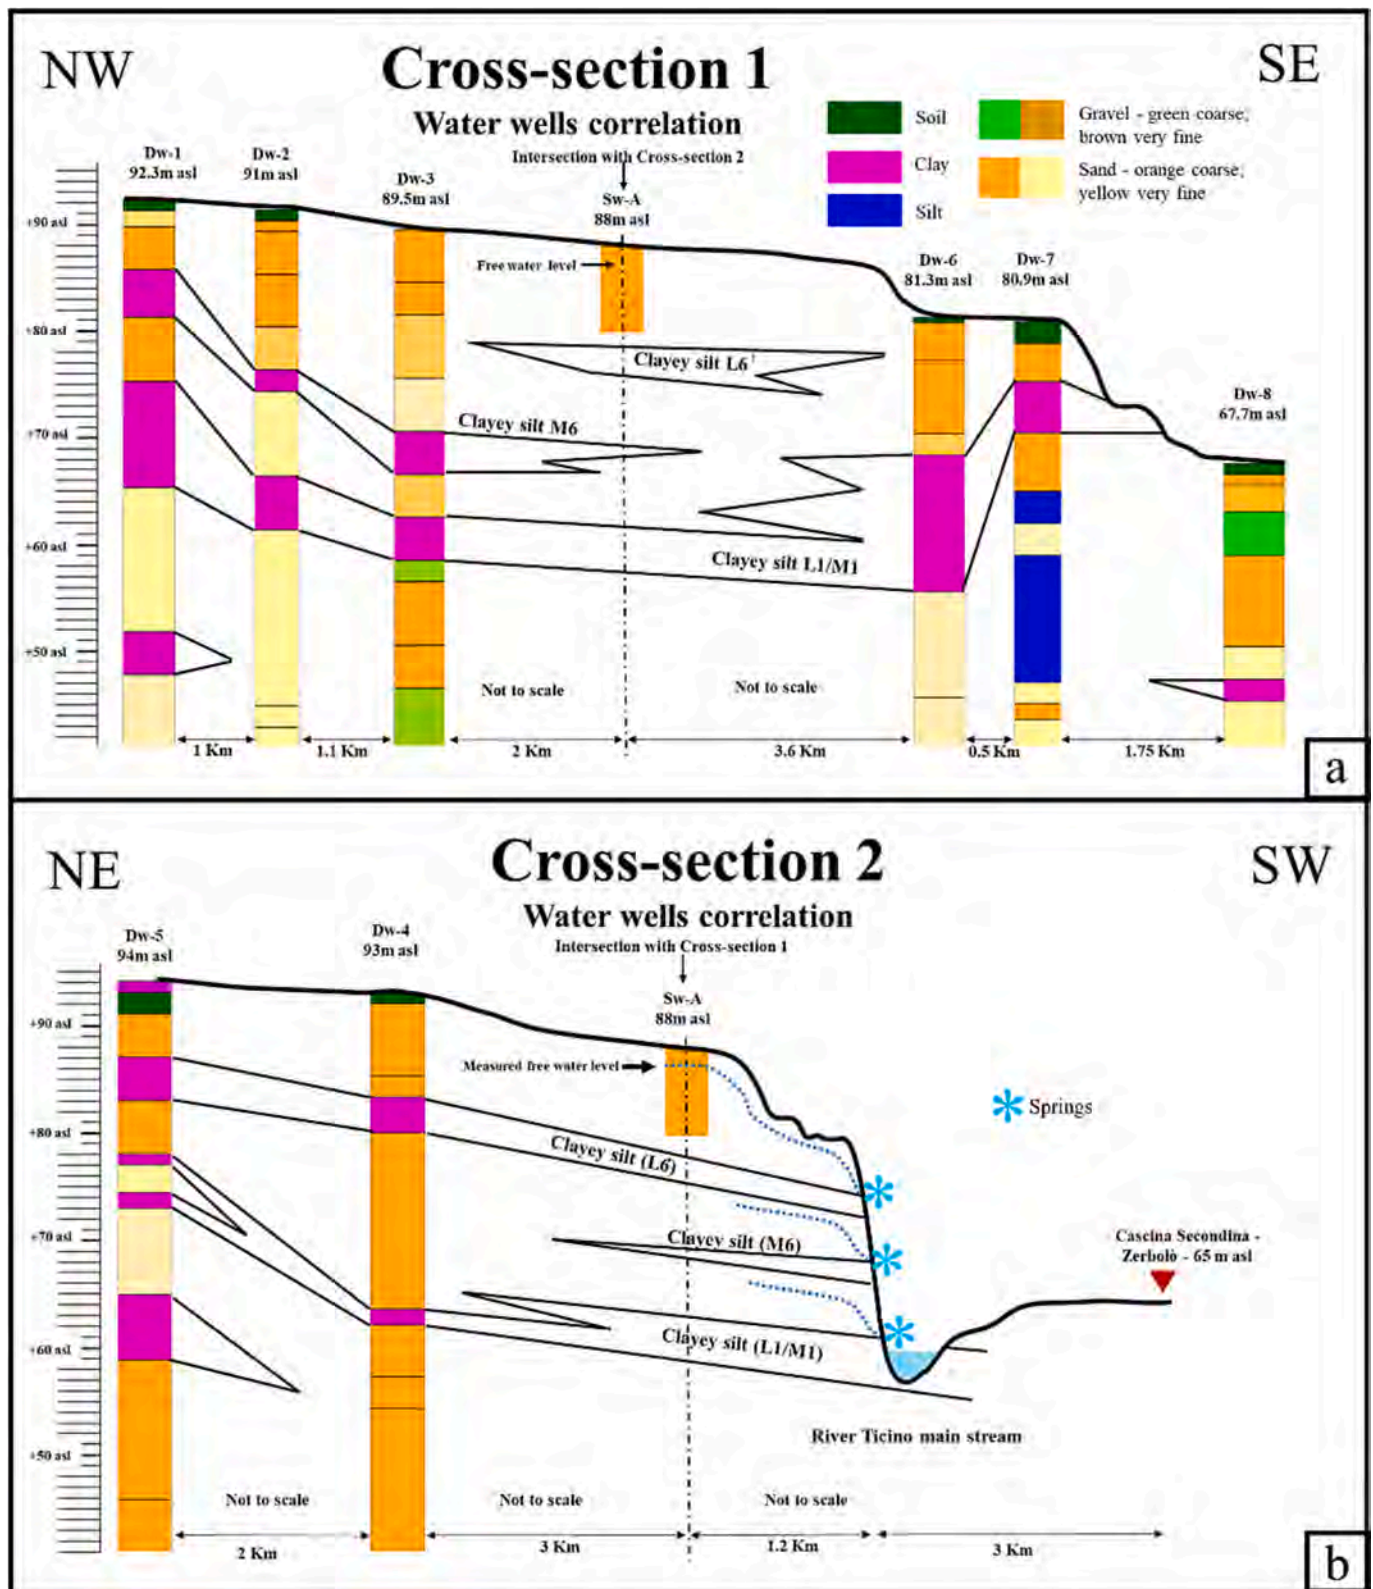 NW
Cross-section 1
SE
Water wells correlation
Intersection with Cross-section 2
Soil
Clay
Silt
Gravel - green coarse,
brown very fine
Sand - orange coarse,
yellow very fine
Dw-1
92.3m asl
Dw-2
91m asl
Dw-3
89.5m asl
Sw-A
88m asl
Free water level
Dw-6
81.3m asl
Dw-7
80.9m asl
Dw-8
67.7m asl
+90 asl
+80 asl
+70 asl
+60 asl
+50 asl
Clayey silt L6
Clayey silt M6
Clayey silt L1/M1
Not to scale
Not to scale
1 Km
1.1 Km
2 Km
3.6 Km
0.5 Km
1.75 Km
a
NE
Cross-section 2
SW
Water wells correlation
Intersection with Cross-section 1
Dw-5
94m asl
Dw-4
93m asl
Sw-A
88m asl
Measured free water level
Springs
+90 asl
+80 asl
+70 asl
+60 asl
+50 asl
Clayey silt (L6)
Clayey silt (M6)
Clayey silt (L1/M1)
Cascina Secondina -
Zerbolò - 65 m asl
River Ticino main stream
Not to scale
Not to scale
Not to scale
2 Km
3 Km
1.2 Km
3 Km
b